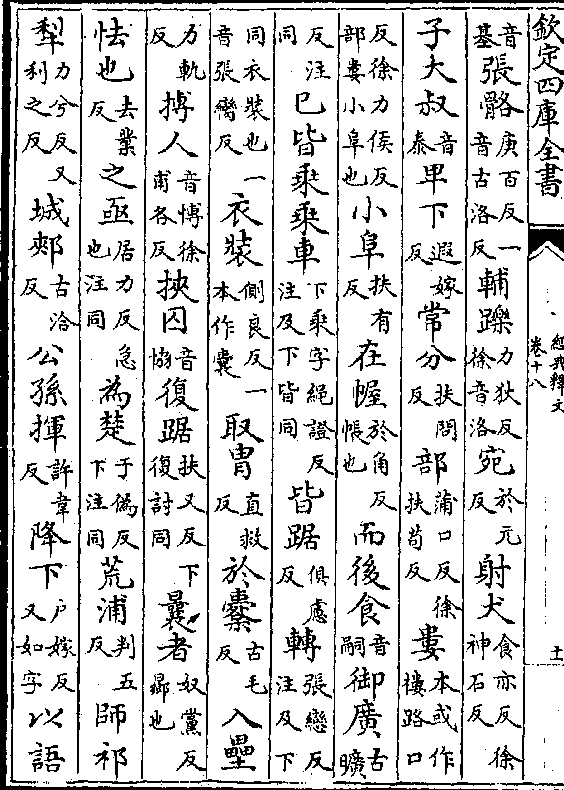 欽定四庫全書
經典釋文
卷十八
十一
音基張骼庚百反一音古洛反輔躒力狄反徐音洛宛於元反射犬食亦反徐神石反
子大叔音泰卑下遐嫁反常分扶問反部蒲口反徐扶苟反婁本或作樓路口
反徐力侯反部婁小阜也小阜扶有反在幄於角反帳也而後食音嗣御廣古曠
反注同巳皆乘乘車下乘字繩證反注及下皆同皆踞俱慮反轉張戀反注及下
同衣裝也一音張臠反衣裝側良反一本作囊取胄直救反於櫜古毛反入壘
力軌反搏人音愽徐甫各反挾囚音協復踞扶又反下復討同曩者奴黨反曏也
怯也去業反之亟居力反急也注同為楚于偽反下注同荒浦判五反師祁
犁力兮反又利之反城郟古洽反公孫揮許韋反降下戶嫁反又如字以語